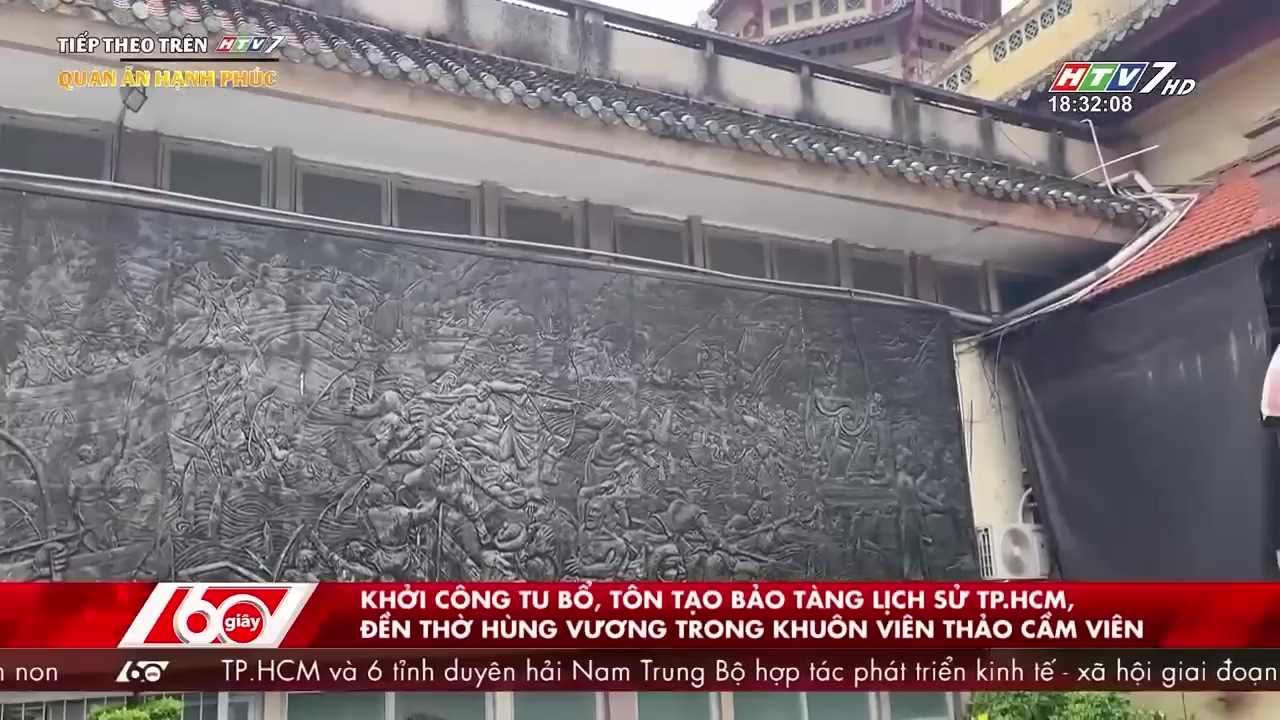 TIẾP THEO TRÊN HTV7
QUÁN ĂN HẠNH PHÚC
HTV7 HD
18:32:08
60 giây
KHỞI CÔNG TU BỔ, TÔN TẠO BẢO TÀNG LỊCH SỬ TP.HCM,
ĐỀN THỜ HÙNG VƯƠNG TRONG KHUÔN VIÊN THẢO CẦM VIÊN
non 60 giây TP.HCM và 6 tỉnh duyên hải Nam Trung Bộ hợp tác phát triển kinh tế - xã hội giai đoạn